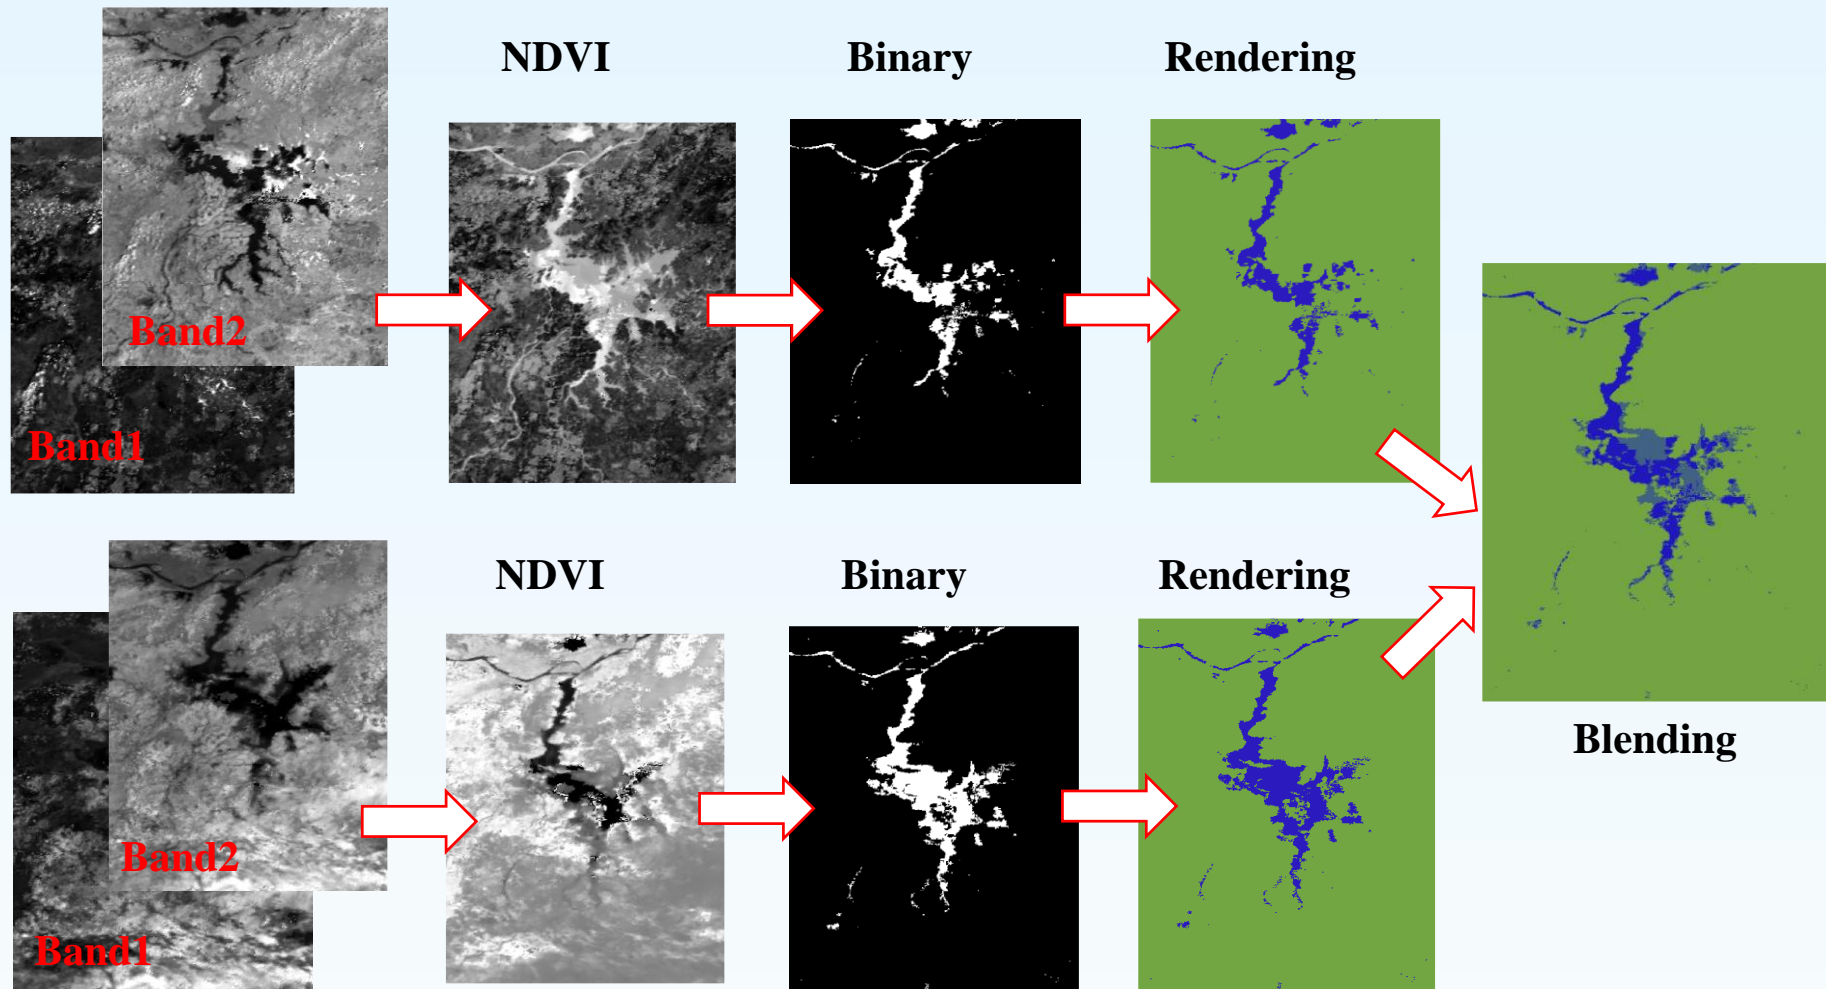 NDVI
Binary
Rendering
Band2
Band1
NDVI
Binary
Rendering
Band2
Band1
Blending